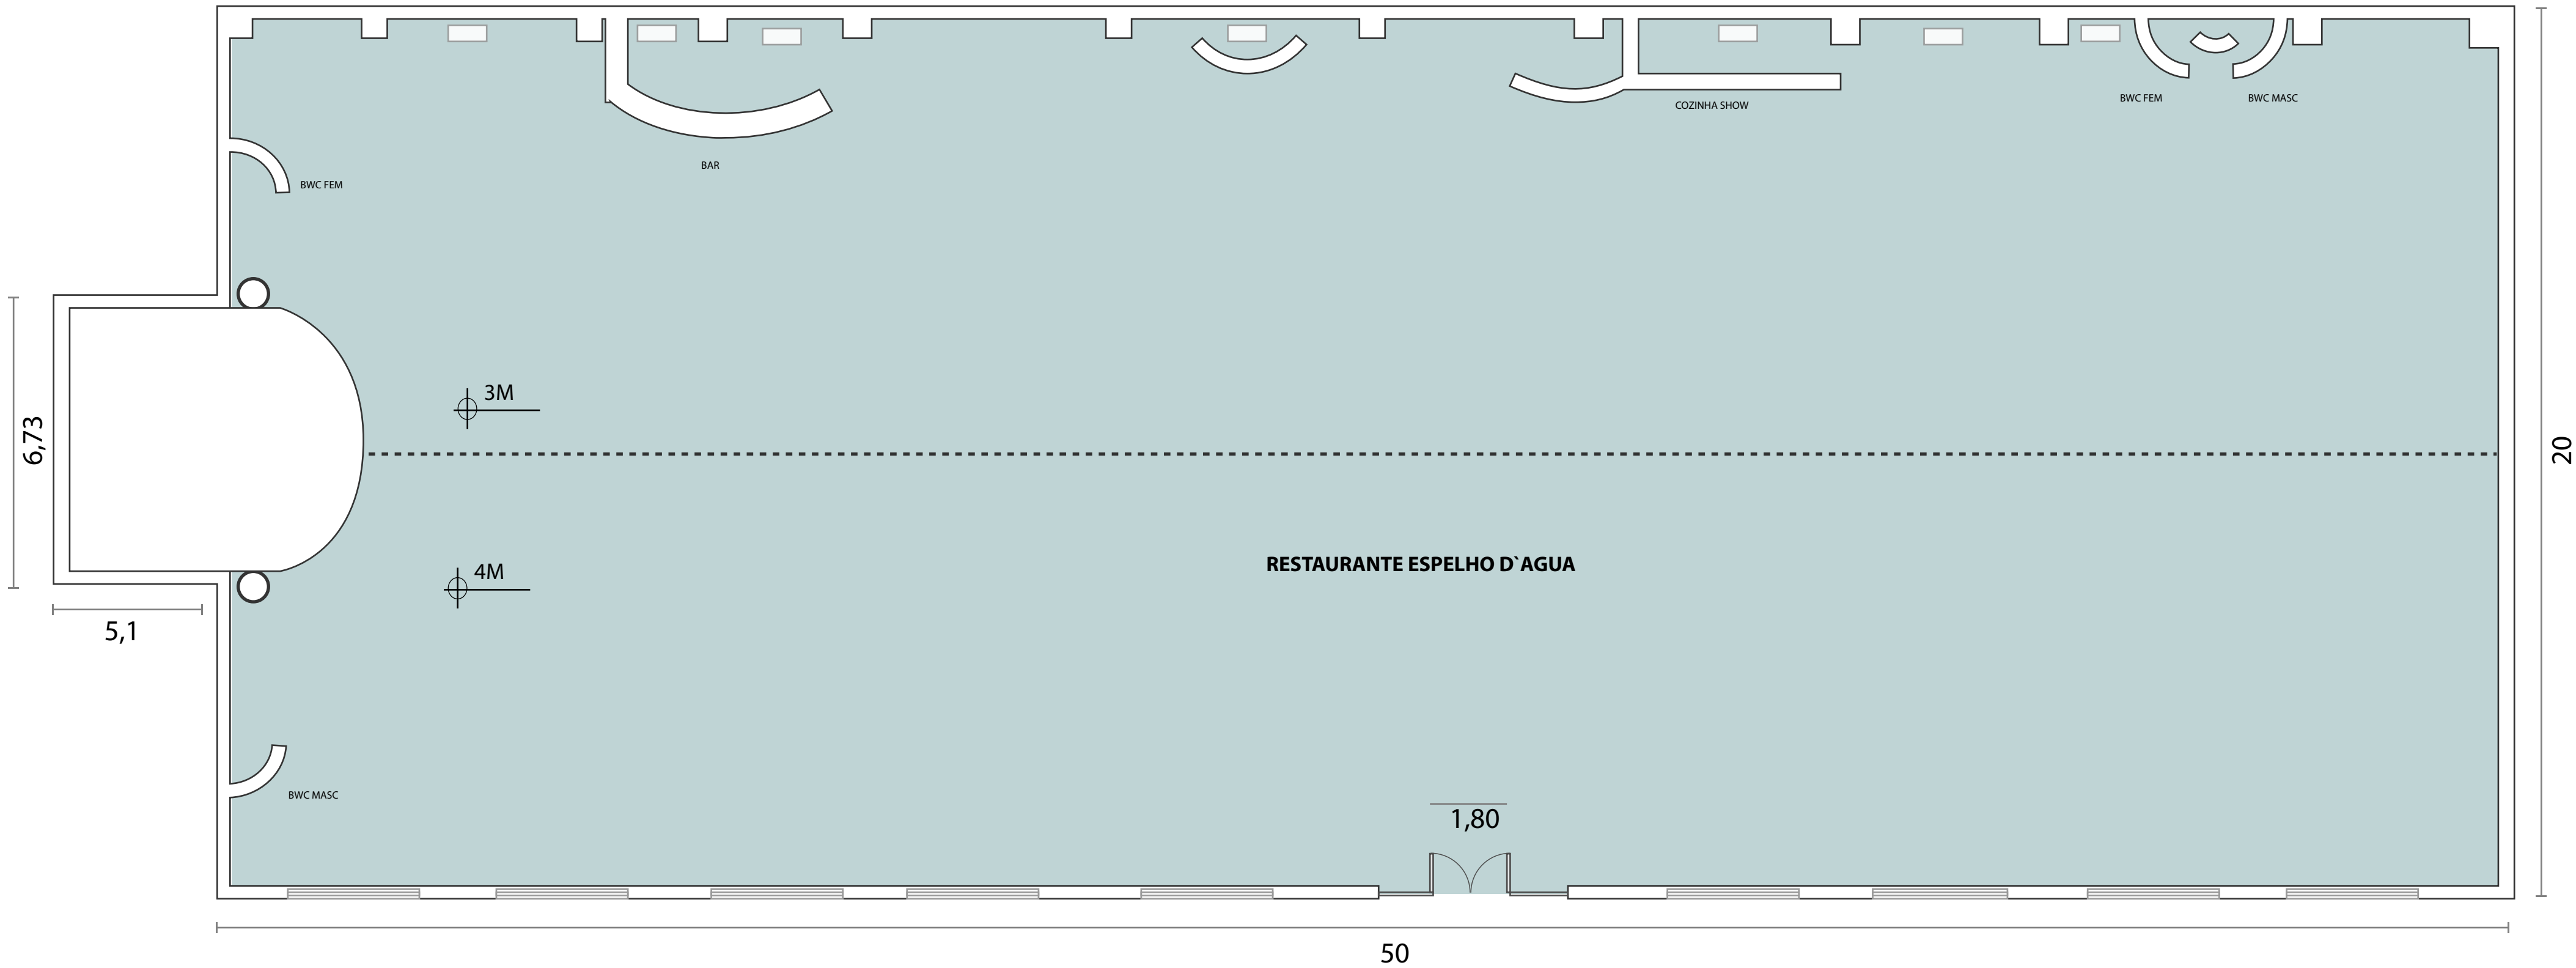 COZINHA SHOW
BWC FEM
BWC MASC
BAR
BWC FEM
3M
6,73
20
RESTAURANTE ESPELHO D`AGUA
4M
5,1
BWC MASC
1,80
50